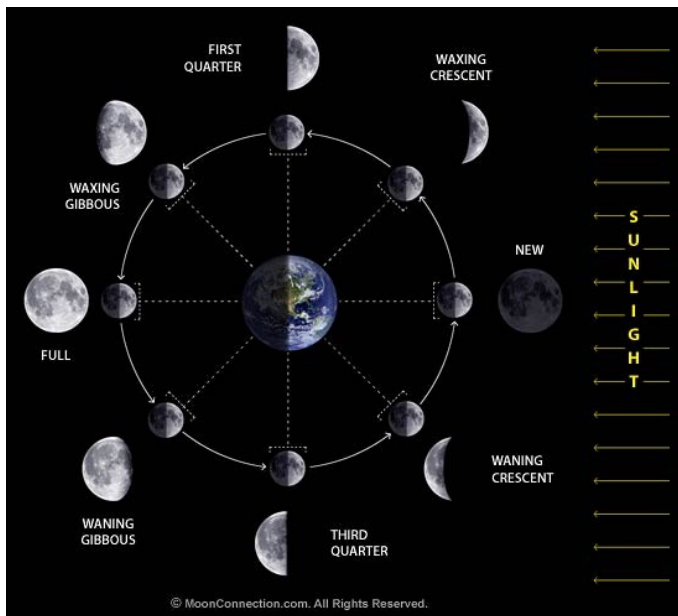 FIRST
QUARTER
WAXING
CRESCENT
WAXING
GIBBOUS
NEW
SUNLIGHT
FULL
WANING
GIBBOUS
THIRD
QUARTER
WANING
CRESCENT
© MoonConnection.com. All Rights Reserved.